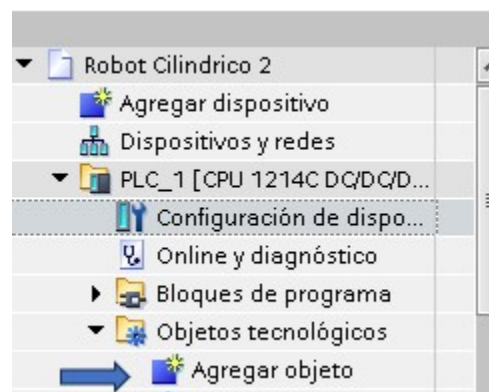 Robot Cilindrico 2
Agregar dispositivo
Dispositivos y redes
PLC_1 [CPU 1214C DC/DC/D...
Configuración de dispo...
Online y diagnóstico
Bloques de programa
Objetos tecnológicos
Agregar objeto